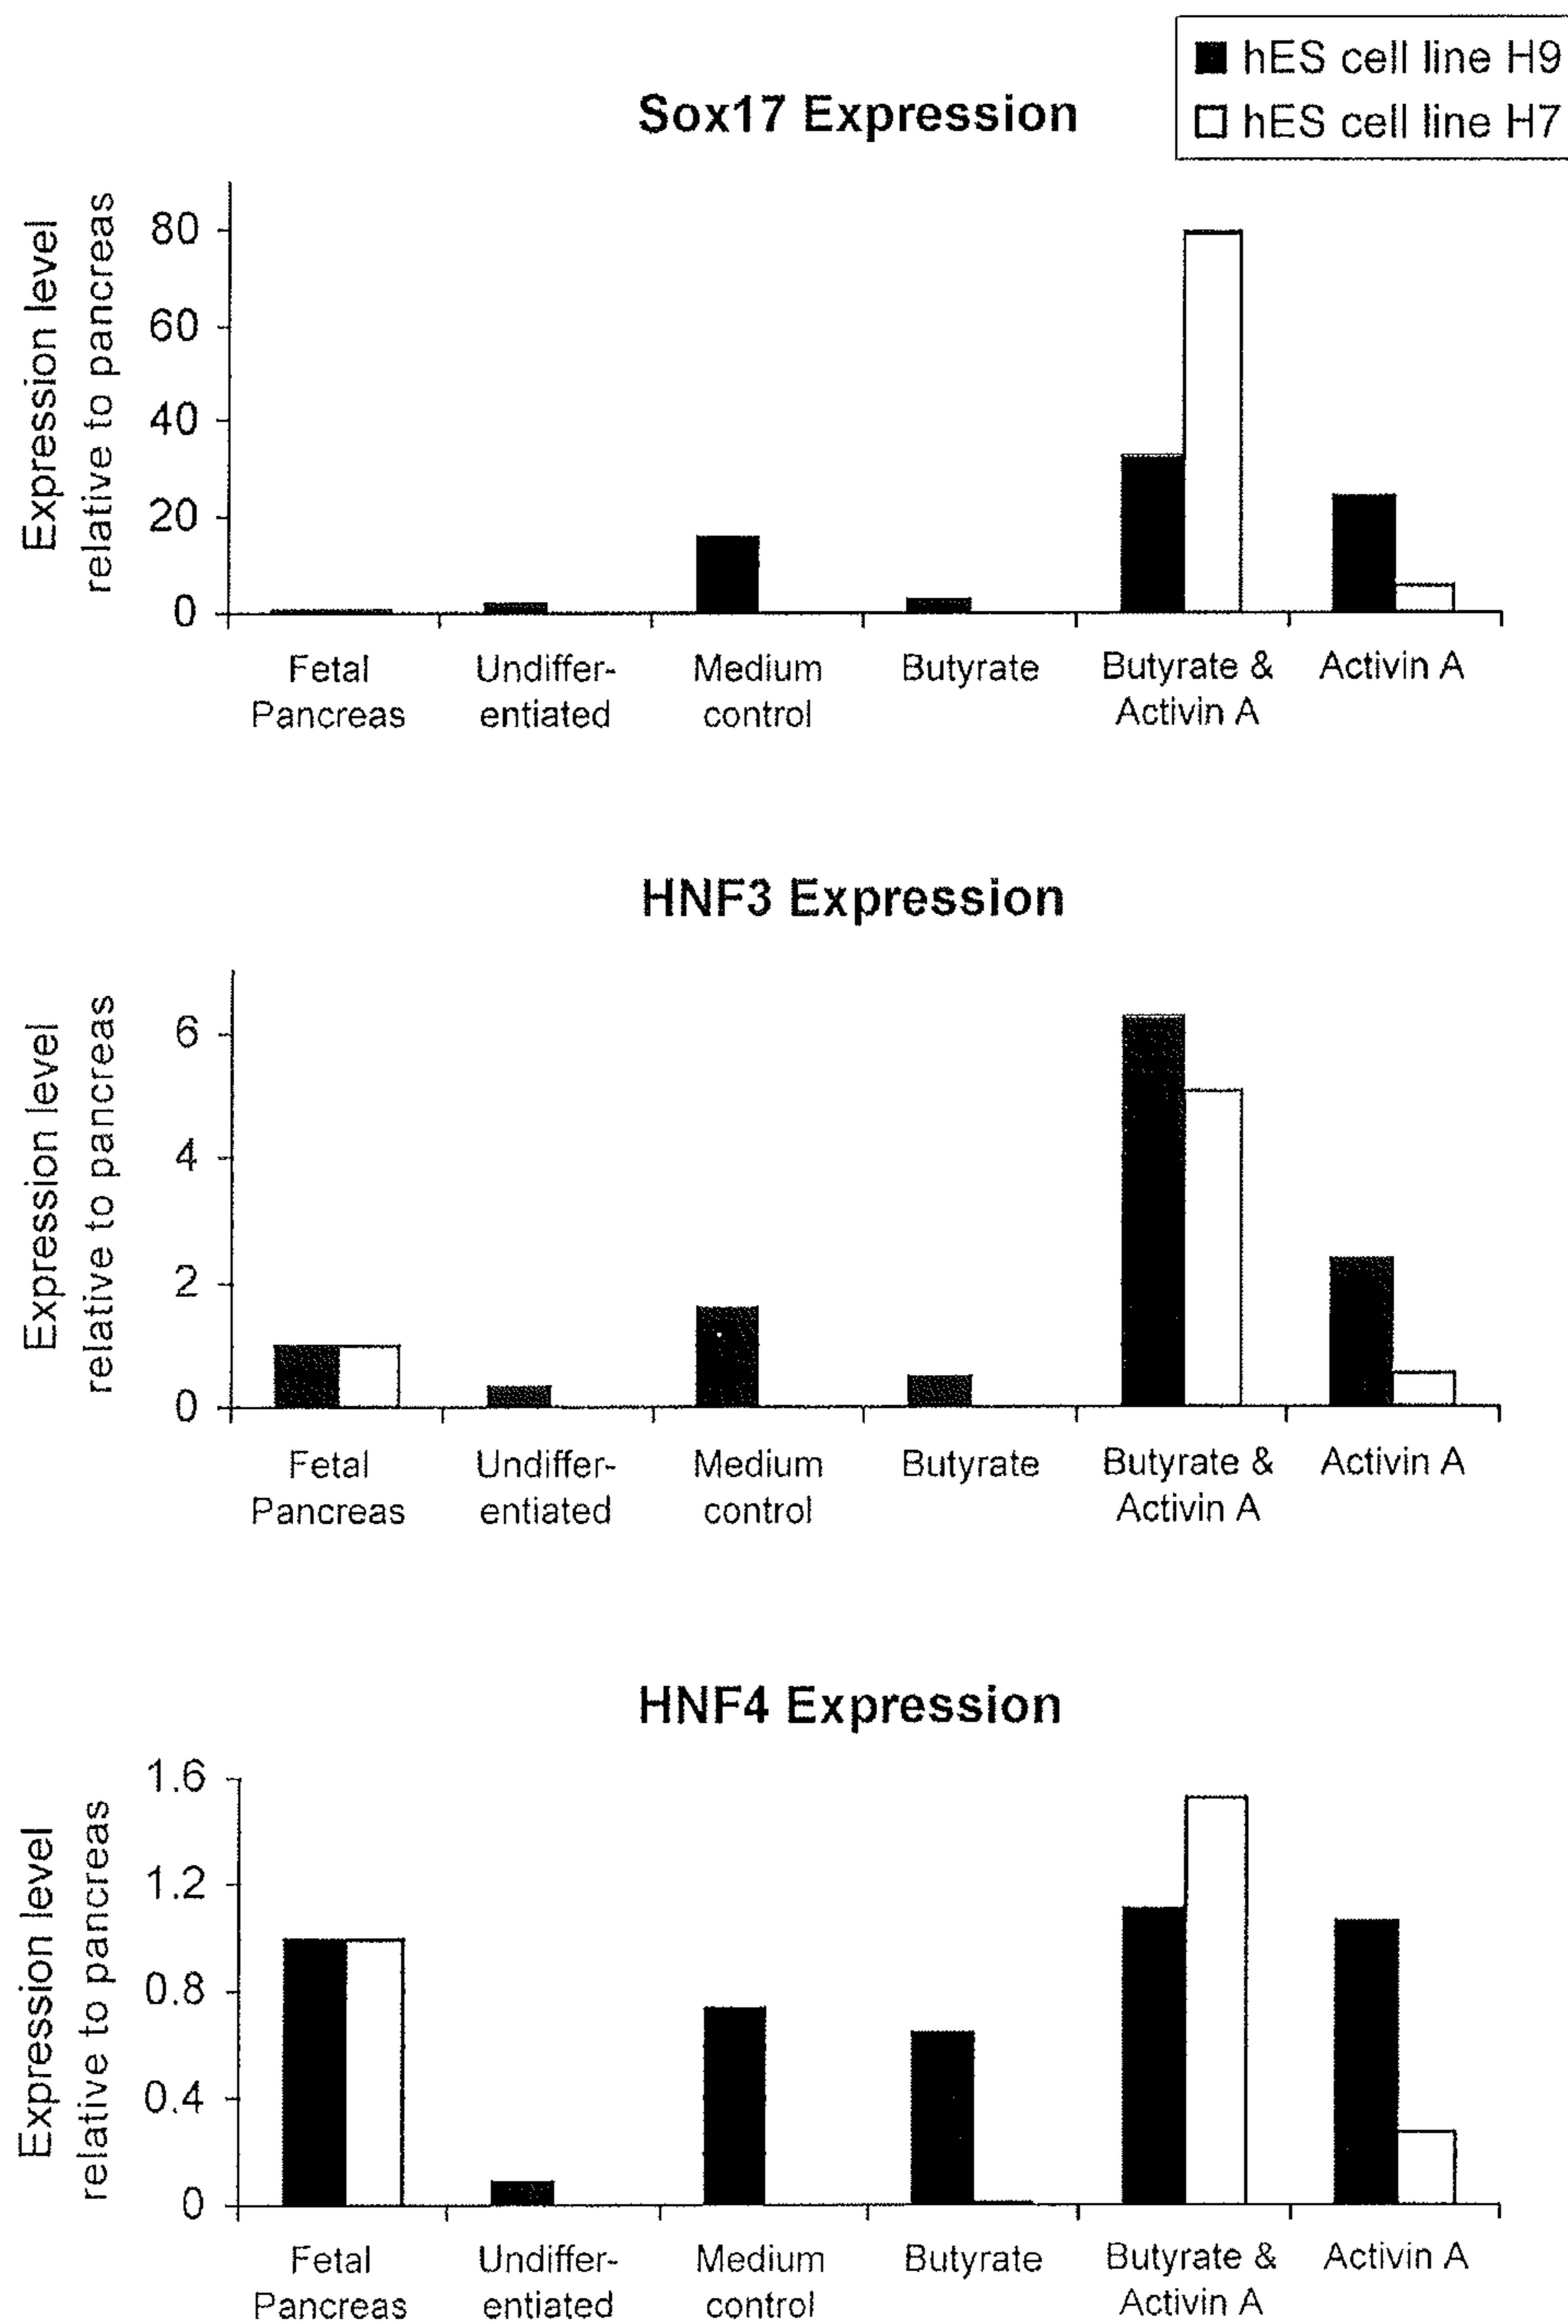 hES cell line H9
hES cell line H7
Sox17 Expression
Expression level
relative to pancreas
80
60
40
20
0
Fetal
Pancreas
Undiffer-
entiated
Medium
control
Butyrate
Butyrate &
Activin A
Activin A
HNF3 Expression
Expression level
relative to pancreas
6
4
2
0
Fetal
Pancreas
Undiffer-
entiated
Medium
control
Butyrate
Butyrate &
Activin A
Activin A
HNF4 Expression
Expression level
relative to pancreas
1.6
1.2
0.8
0.4
0
Fetal
Pancreas
Undiffer-
entiated
Medium
control
Butyrate
Butyrate &
Activin A
Activin A